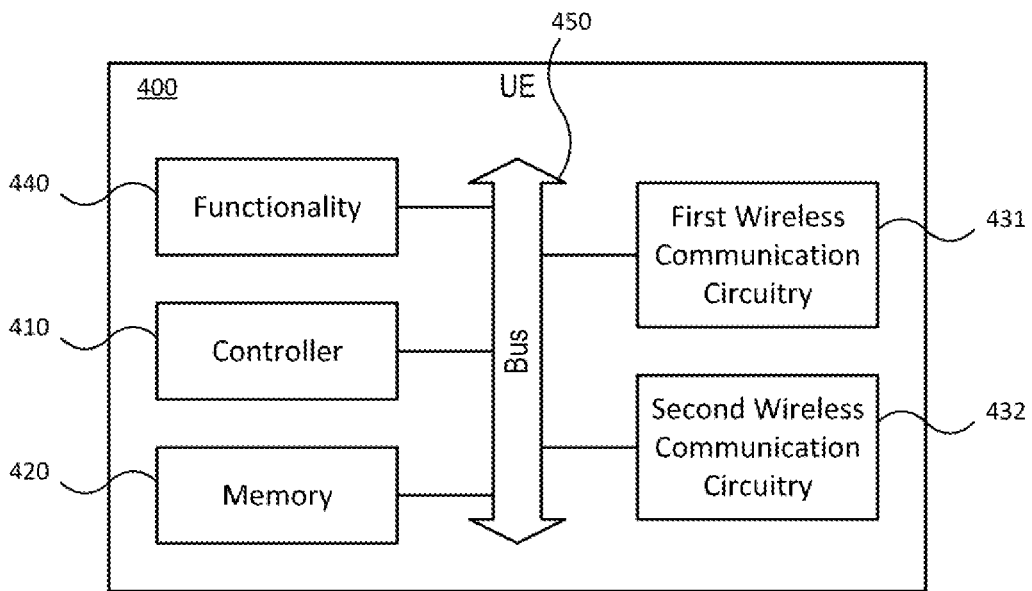 450
400
UE
440
Functionality
First Wireless
Communication
Circuitry
431
410
Controller
Bus
Second Wireless
Communication
Circuitry
432
420
Memory